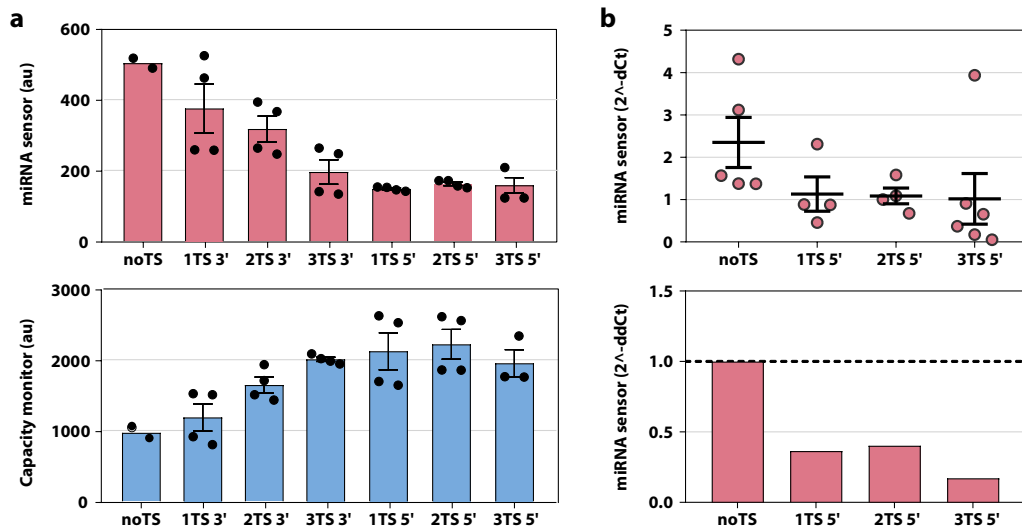 a
miRNA sensor (au)
600
400
200
0
noTS 1TS 3' 2TS 3' 3TS 3' 1TS 5' 2TS 5' 3TS 5'
Capacity monitor (au)
3000
2000
1000
0
noTS 1TS 3' 2TS 3' 3TS 3' 1TS 5' 2TS 5' 3TS 5'
b
miRNA sensor (2^-dCt)
5
4
3
2
1
0
noTS 1TS 5' 2TS 5' 3TS 5'
miRNA sensor (2^-ddCt)
1.5
1.0
0.5
0.0
noTS 1TS 5' 2TS 5' 3TS 5'